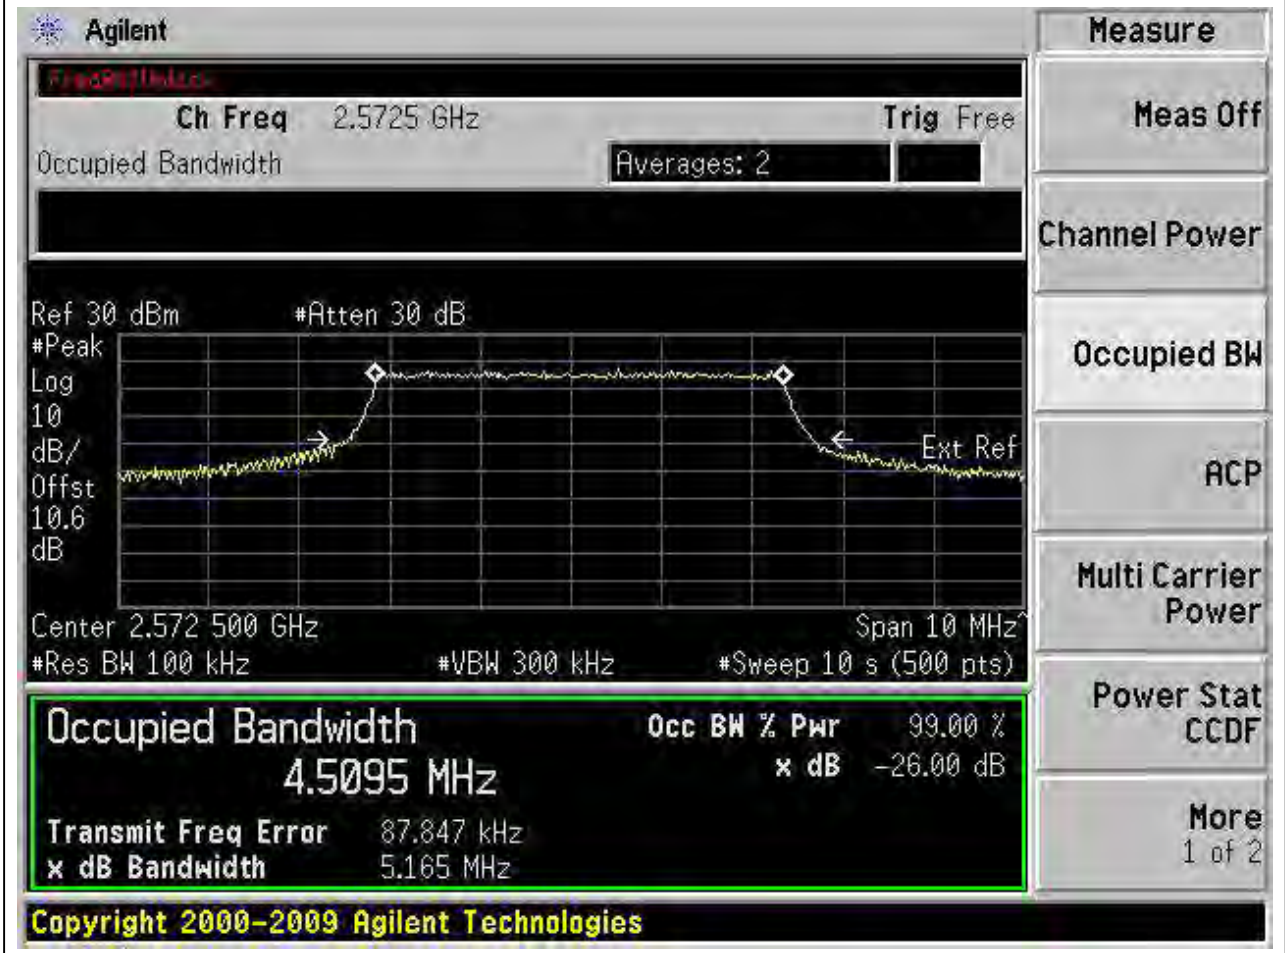 Agilent
Measure
Ch Freq 2.5725 GHz Trig Free
Meas Off
Occupied Bandwidth Averages: 2
Channel Power
Ref 30 dBm #Atten 30 dB
#Peak
Log
10
dB/
Offst
10.6
dB
Ext Ref
Occupied BW
ACP
Center 2.572 500 GHz Span 10 MHz^
#Res BW 100 kHz #VBW 300 kHz #Sweep 10 s (500 pts)
Multi Carrier
Power
Occupied Bandwidth Occ BW % Pwr 99.00 %
4.5095 MHz x dB -26.00 dB
Transmit Freq Error 87.847 kHz
x dB Bandwidth 5.165 MHz
Power Stat
CCDF
More
1 of 2
Copyright 2000-2009 Agilent Technologies